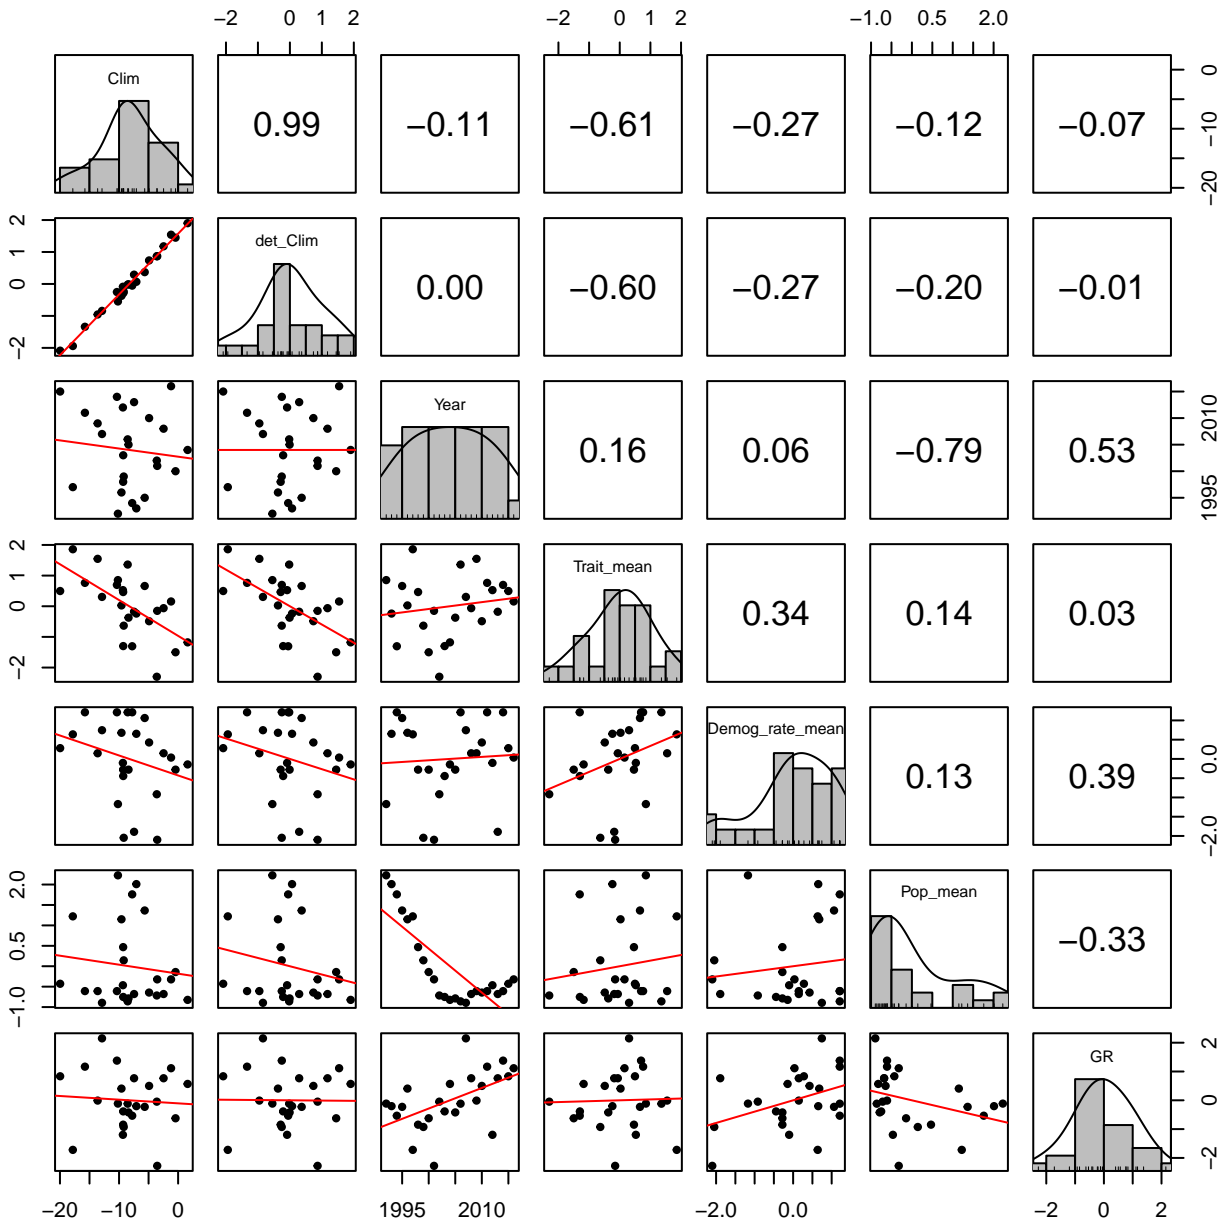 −2 0 1 2 −2 0 1 2 −1.0 0.5 2.0
Clim
0.99 −0.11 −0.61 −0.27 −0.12 −0.07
−20 −10 0
−2 0 1 2
det_Clim
0.00 −0.60 −0.27 −0.20 −0.01
Year
0.16 0.06 −0.79 0.53
1995 2010
−2 0 1 2
Trait_mean
0.34 0.14 0.03
Demog_rate_mean
0.13 0.39
−2.0 0.0
−1.0 0.5 2.0
Pop_mean
−0.33
GR
−2 0 1 2
−20 −10 0 1995 2010 −2.0 0.0 −2 0 2